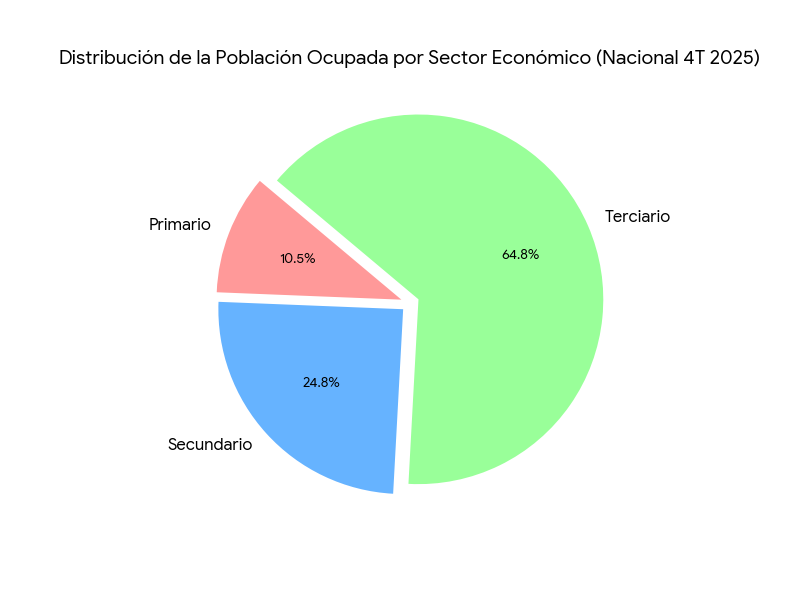 Distribución de la Población Ocupada por Sector Económico (Nacional 4T 2025)
Terciario
Primario
64.8%
10.5%
24.8%
Secundario